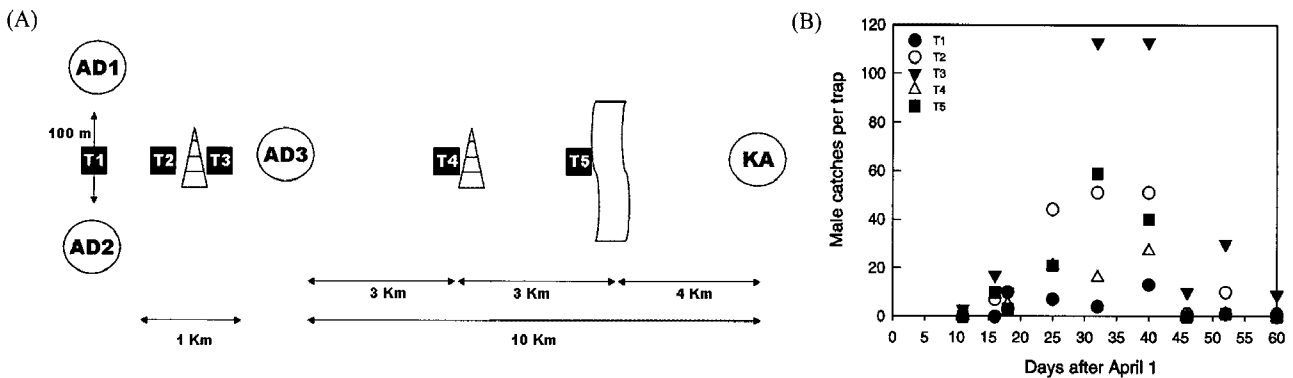 (A)
AD1
100 m
T1
T2
T3
AD3
T4
T5
KA
AD2
3 Km
3 Km
4 Km
1 Km
10 Km
(B)
120
100
80
60
40
20
0
Male catches per trap
T1
T2
T3
T4
T5
0 5 10 15 20 25 30 35 40 45 50 55 60
Days after April 1